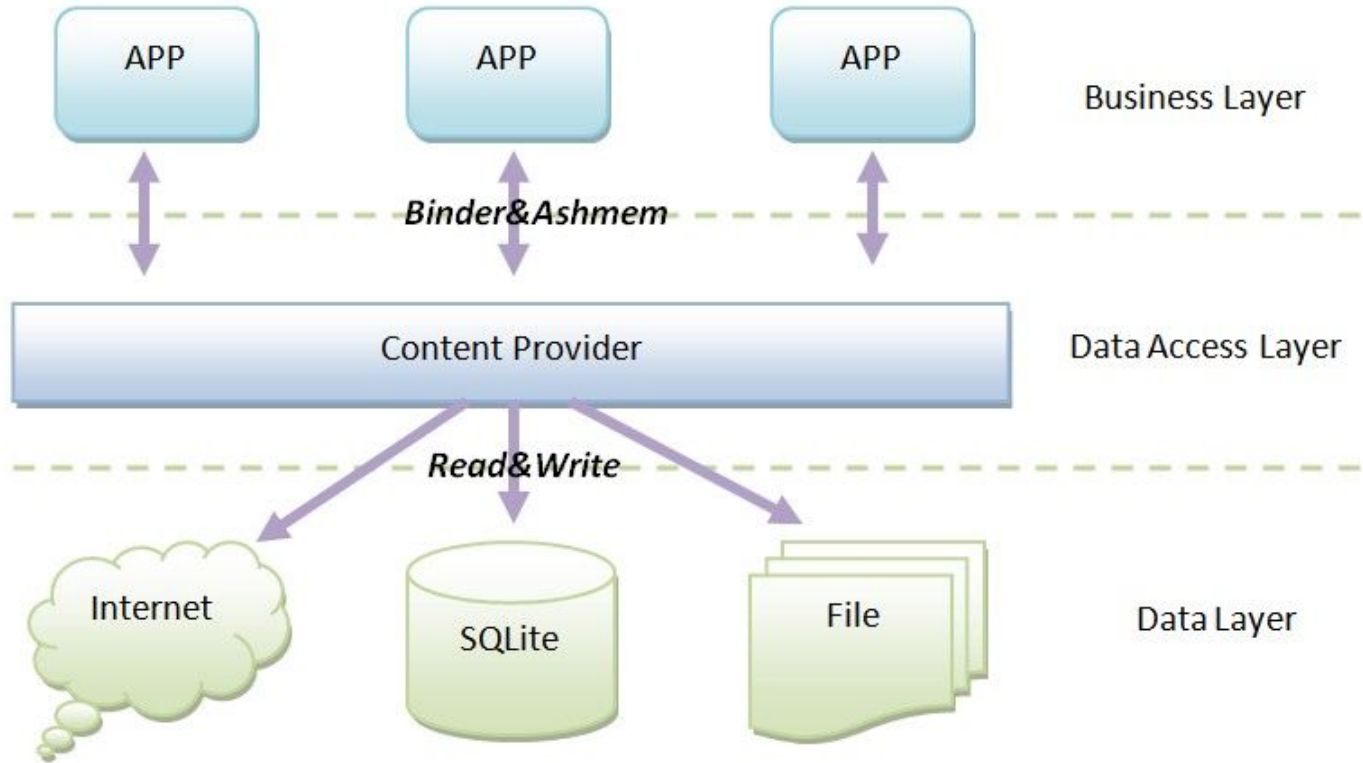 APP
APP
APP
Business Layer
Binder&Ashmem
Content Provider
Data Access Layer
Read&Write
Internet
SQLite
File
Data Layer